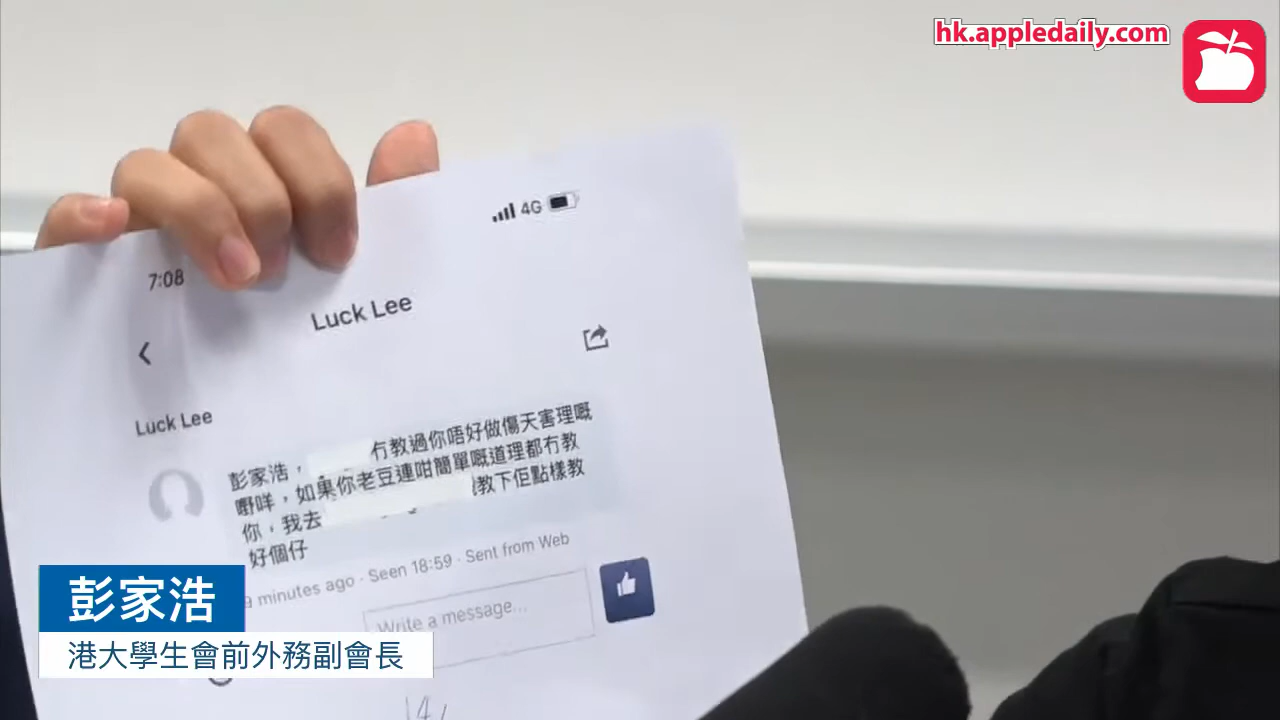 hk.appledaily.com
4G
7:08
Luck Lee
Luck Lee
彭家浩， 冇教過你唔好做傷天害理嘅
嘢咩，如果你老豆連咁簡單嘅道理都冇教
你，我去 教下佢點樣教
好個仔
9 minutes ago · Seen 18:59 · Sent from Web
Write a message...
彭家浩
港大學生會前外務副會長